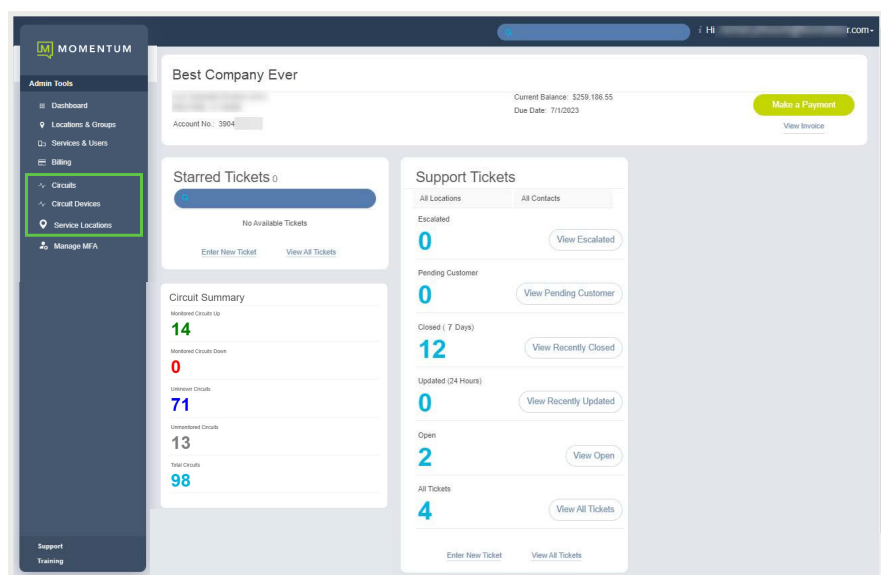 MOMENTUM
Hi
r.com
Admin Tools
Dashboard
Locations & Groups
Services & Users
Billing
Circuits
Circuit Devices
Service Locations
Manage MFA
Support
Training
Best Company Ever
Account No.: 3904
Current Balance: $259,186.55
Due Date: 7/1/2023
Make a Payment
View Invoice
Starred Tickets 0
No Available Tickets
Enter New Ticket View All Tickets
Circuit Summary
Monitored Circuits Up
14
Monitored Circuits Down
0
Unknown Circuits
71
Unmonitored Circuits
13
Total Circuits
98
Support Tickets
All Locations All Contacts
Escalated
0 View Escalated
Pending Customer
0 View Pending Customer
Closed ( 7 Days)
12 View Recently Closed
Updated (24 Hours)
0 View Recently Updated
Open
2 View Open
All Tickets
4 View All Tickets
Enter New Ticket View All Tickets